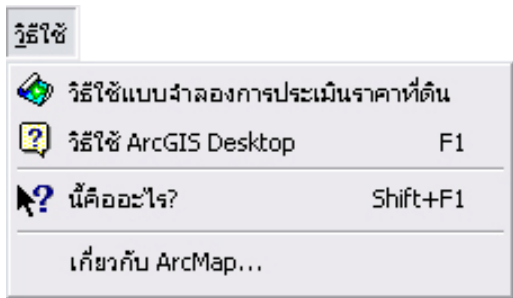 วิธีใช้
วิธีใช้แบบจำลองการประเมินราคาที่ดิน
วิธีใช้ ArcGIS Desktop F1
นี้คืออะไร? Shift+F1
เกี่ยวกับ ArcMap...